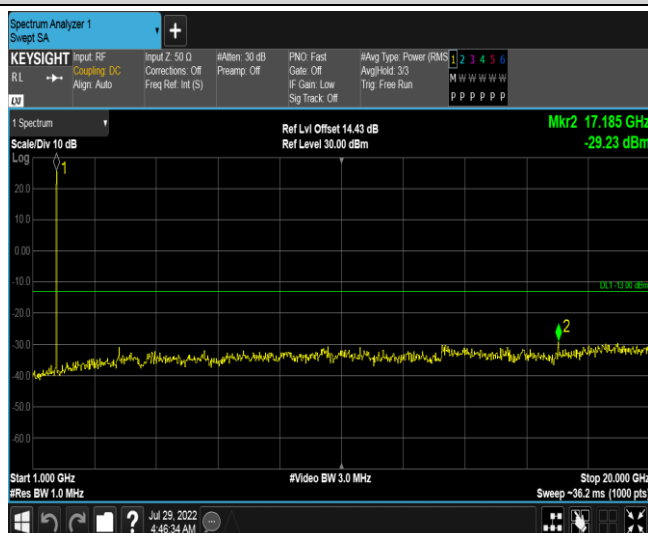 Spectrum Analyzer 1
Swept SA
+
KEYSIGHT
RL
LXI
Input: RF
Coupling: DC
Align: Auto
Input Z: 50 Ω
Corrections: Off
Freq Ref: Int (S)
#Atten: 30 dB
Preamp: Off
PNO: Fast
Gate: Off
IF Gain: Low
Sig Track: Off
#Avg Type: Power (RMS
Avg|Hold: 3/3
Trig: Free Run
1 2 3 4 5 6
M W W W W W
P P P P P P
1 Spectrum
Scale/Div 10 dB
Log
Ref Lvl Offset 14.43 dB
Ref Level 30.00 dBm
Mkr2 17.185 GHz
-29.23 dBm
1
20.0
10.0
0.00
-10.0
DL1 -13.00 dBm
-20.0
2
-30.0
-40.0
-50.0
-60.0
Start 1.000 GHz
#Res BW 1.0 MHz
#Video BW 3.0 MHz
Stop 20.000 GHz
Sweep ~36.2 ms (1000 pts)
?
Jul 29, 2022
4:46:34 AM